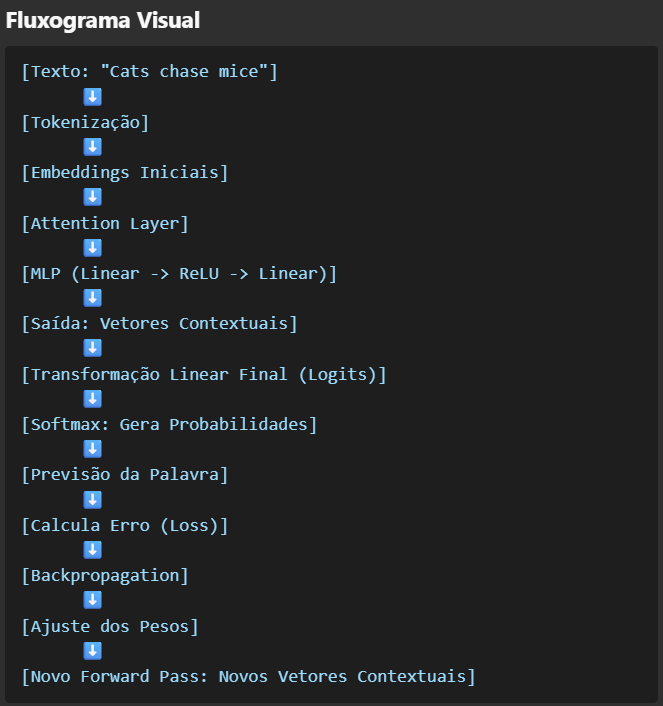 Fluxograma Visual
[Texto: "Cats chase mice"]
⬇️
[Tokenização]
⬇️
[Embeddings Iniciais]
⬇️
[Attention Layer]
⬇️
[MLP (Linear -> ReLU -> Linear)]
⬇️
[Saída: Vetores Contextuais]
⬇️
[Transformação Linear Final (Logits)]
⬇️
[Softmax: Gera Probabilidades]
⬇️
[Previsão da Palavra]
⬇️
[Calcula Erro (Loss)]
⬇️
[Backpropagation]
⬇️
[Ajuste dos Pesos]
⬇️
[Novo Forward Pass: Novos Vetores Contextuais]